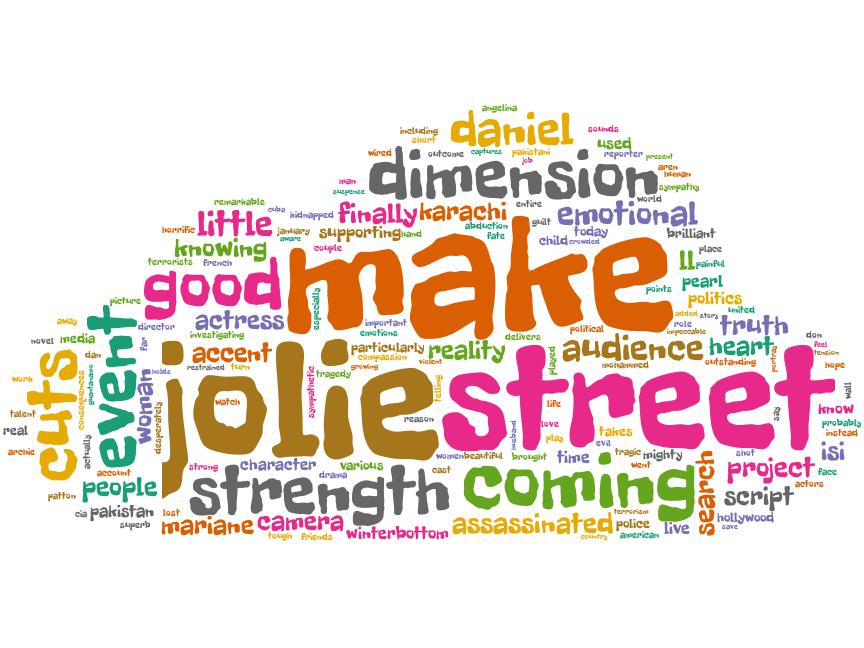 angelina
including
daniel
sounds
short
used
wired
outcome
captures
pakistani
reporter
present
job
dimension
aren
human
man
suspense
sympathy
remarkable
cuba
kidnapped
finally
karachi
entire
world
emotional
little
horrific
january
aware
supporting
hand
abduction
fate
guilt
today
brilliant
knowing
couple
child
crowded
place
terrorists
french
make
ll
painful
good
points
pearl
picture
especially
politics
away
director
actress
important
added
story
united
novel
media
investigating
emotions
political
role
truth
impeccable
event
far
delivers
don
dan
accent
particularly
reality
audience
heart
feel
tension
cuts
restrained
turn
compassion
violent
played
outstanding
portray
hope
work
consequences
guantanamo
holds
growing
mohammed
jolie
sympathetic
tragedy
telling
street
wall
woman
watch
life
talent
desperately
reason
love
say
know
real
husband
play
takes
probably
actually
evil
instead
archie
women
beautiful
brought
time
tragic
mighty
shot
isi
account
strong
character
various
cast
went
search
project
face
people
drama
actors
patton
strength
coming
script
cia
pakistan
lost
terrorism
hollywood
superb
mariane
camera
winterbottom
assassinated
police
live
save
tough
friends
country
american